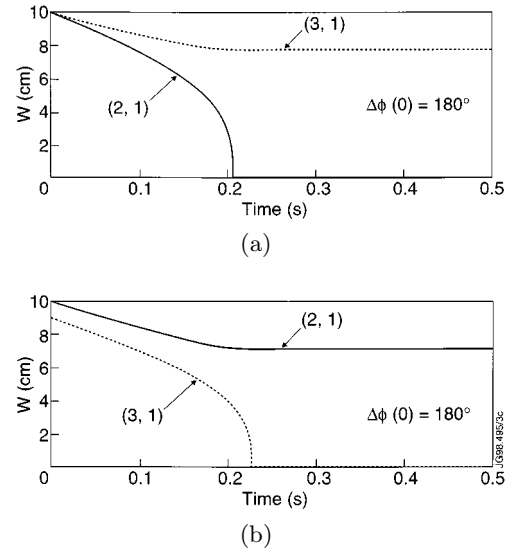 10
8
6
4
2
W (cm)
(3, 1)
(2, 1)
Δϕ (0) = 180°
0
0.1
0.2
0.3
0.4
0.5
Time (s)
(a)
10
8
6
4
2
W (cm)
(2, 1)
(3, 1)
Δϕ (0) = 180°
JG98.495/3c
0
0.1
0.2
0.3
0.4
0.5
Time (s)
(b)